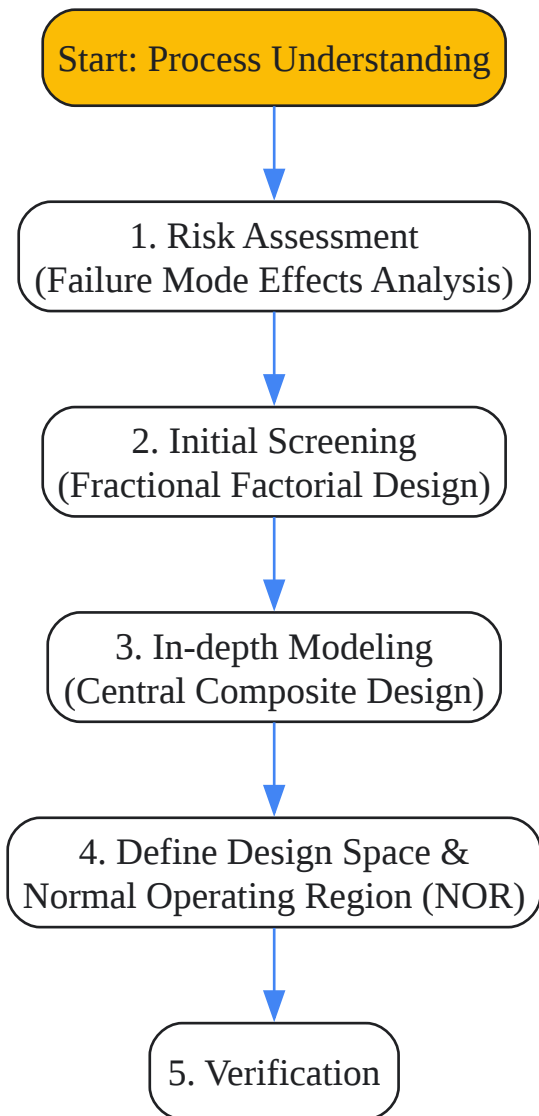 Start: Process Understanding
1. Risk Assessment
(Failure Mode Effects Analysis)
2. Initial Screening
(Fractional Factorial Design)
3. In-depth Modeling
(Central Composite Design)
4. Define Design Space &
Normal Operating Region (NOR)
5. Verification